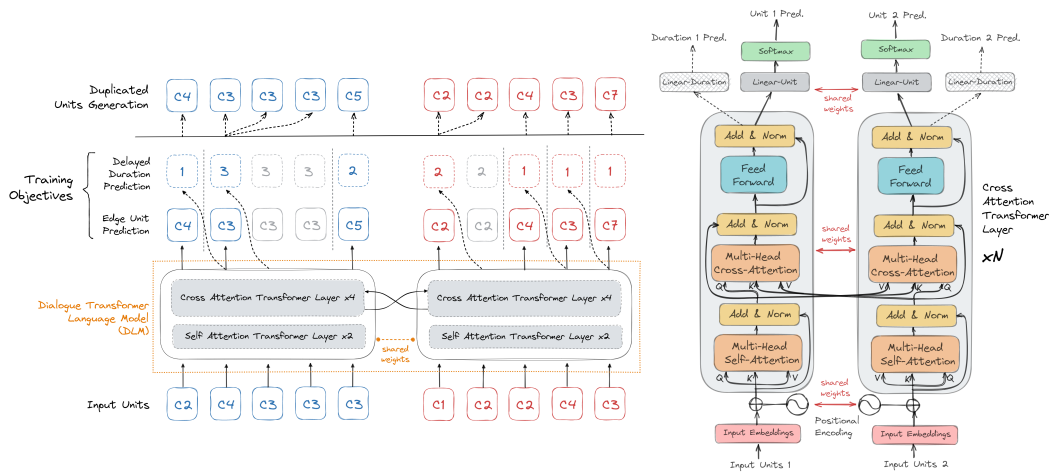 Duplicated
Units Generation
C4 C3 C3 C3 C5
C2 C2 C4 C3 C7
Training
Objectives
Delayed
Duration
Prediction
1 3 3 3 2
2 2 1 1 1
Edge Unit
Prediction
C4 C3 C3 C3 C5
C2 C2 C4 C3 C7
Dialogue Transformer
Language Model
(DLM)
Cross Attention Transformer Layer x4
Self Attention Transformer Layer x2
shared
weights
Cross Attention Transformer Layer x4
Self Attention Transformer Layer x2
Input Units
C2 C4 C3 C3 C3
C1 C2 C2 C4 C3
Unit 1 Pred.
Unit 2 Pred.
Duration 1 Pred.
Duration 2 Pred.
Softmax
Softmax
Linear-Duration
Linear-Unit
shared
weights
Linear-Unit
Linear-Duration
Add & Norm
Add & Norm
Feed
Forward
Feed
Forward
Add & Norm
Add & Norm
shared
weights
Multi-Head
Cross-Attention
Multi-Head
Cross-Attention
Q K V
V K Q
Add & Norm
Add & Norm
Multi-Head
Self-Attention
Multi-Head
Self-Attention
Q K V
V K Q
Cross
Attention
Transformer
Layer
xN
shared
weights
Positional
Encoding
Input Embeddings
Input Embeddings
Input Units 1
Input Units 2